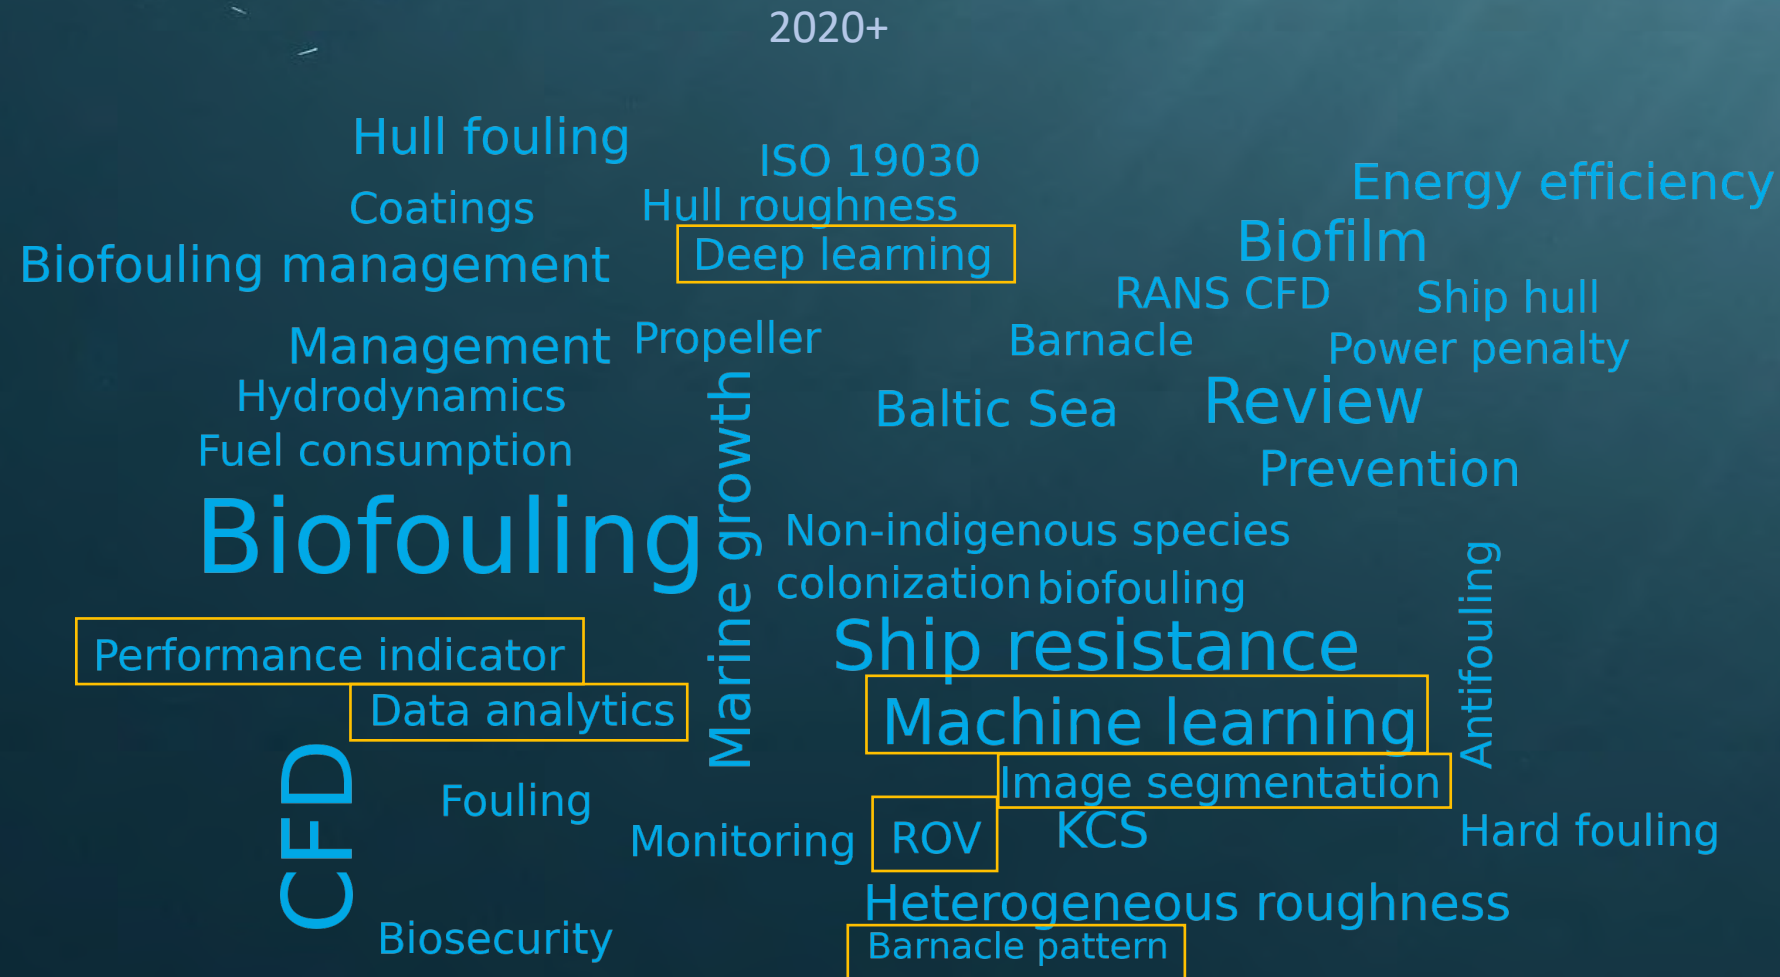 2020+
Hull fouling
ISO 19030
Energy efficiency
Coatings
Hull roughness
Biofilm
Biofouling management
Deep learning
RANS CFD
Ship hull
Management
Propeller
Barnacle
Power penalty
Hydrodynamics
Marine growth
Baltic Sea
Review
Fuel consumption
Prevention
Biofouling
Non-indigenous species
colonization
biofouling
Antifouling
Performance indicator
Ship resistance
Data analytics
Machine learning
CFD
Image segmentation
Fouling
Monitoring
ROV
KCS
Hard fouling
Heterogeneous roughness
Biosecurity
Barnacle pattern